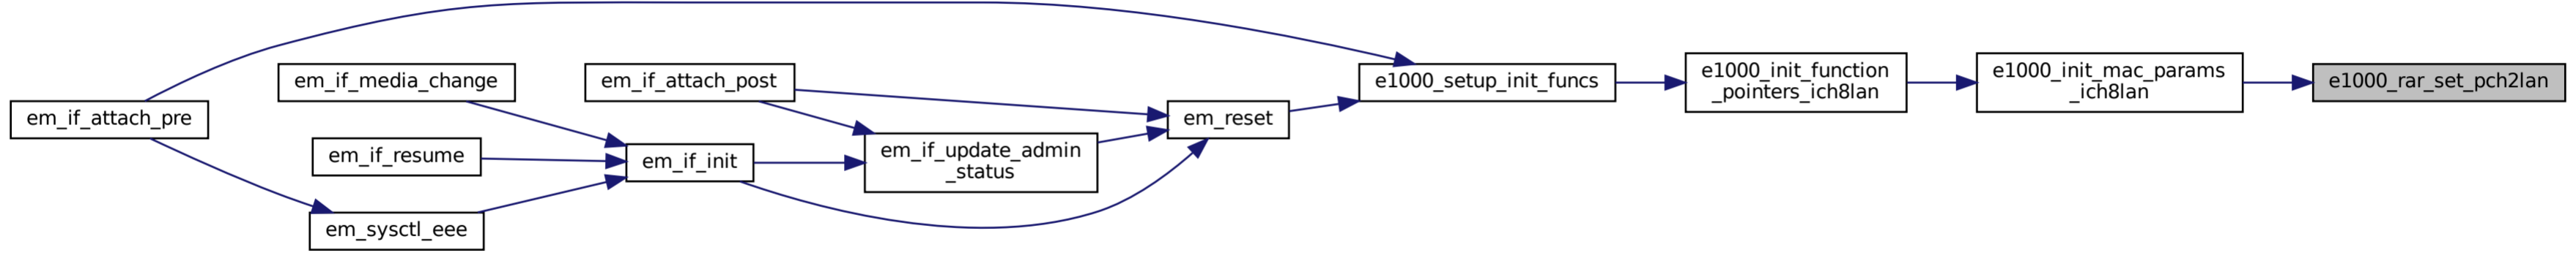 em_if_attach_pre
em_if_media_change
em_if_resume
em_sysctl_eee
em_if_attach_post
em_if_init
em_if_update_admin
_status
em_reset
e1000_setup_init_funcs
e1000_init_function
_pointers_ich8lan
e1000_init_mac_params
_ich8lan
e1000_rar_set_pch2lan